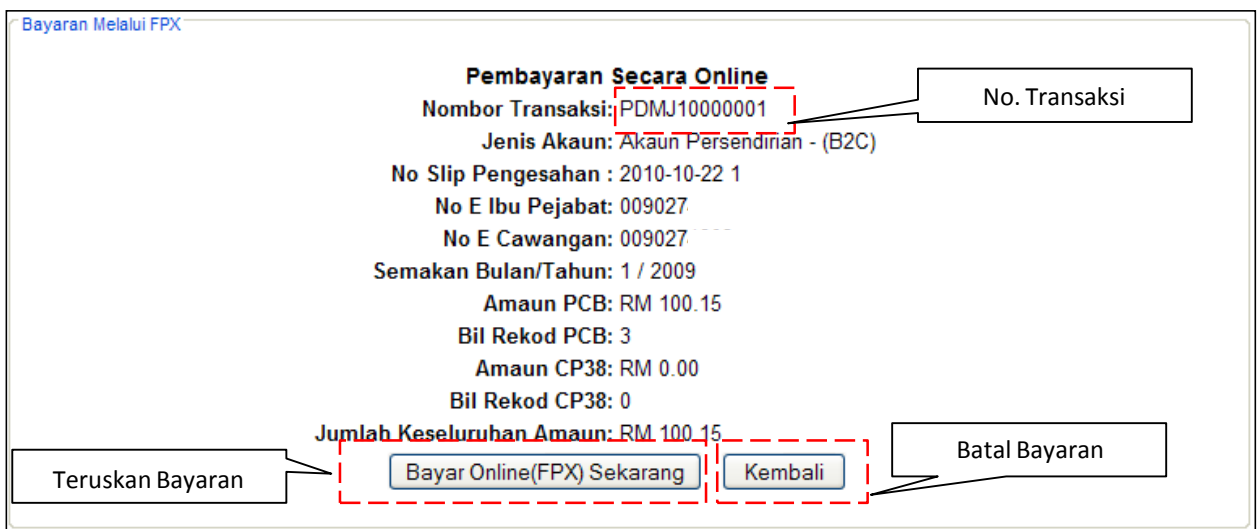 Bayaran Melalui FPX
Pembayaran Secara Online
Nombor Transaksi: PDMJ10000001
No. Transaksi
Jenis Akaun: Akaun Persendirian - (B2C)
No Slip Pengesahan : 2010-10-22 1
No E Ibu Pejabat: 009027
No E Cawangan: 009027
Semakan Bulan/Tahun: 1 / 2009
Amaun PCB: RM 100.15
Bil Rekod PCB: 3
Amaun CP38: RM 0.00
Bil Rekod CP38: 0
Jumlah Keseluruhan Amaun: RM 100.15
Teruskan Bayaran
Bayar Online(FPX) Sekarang
Kembali
Batal Bayaran